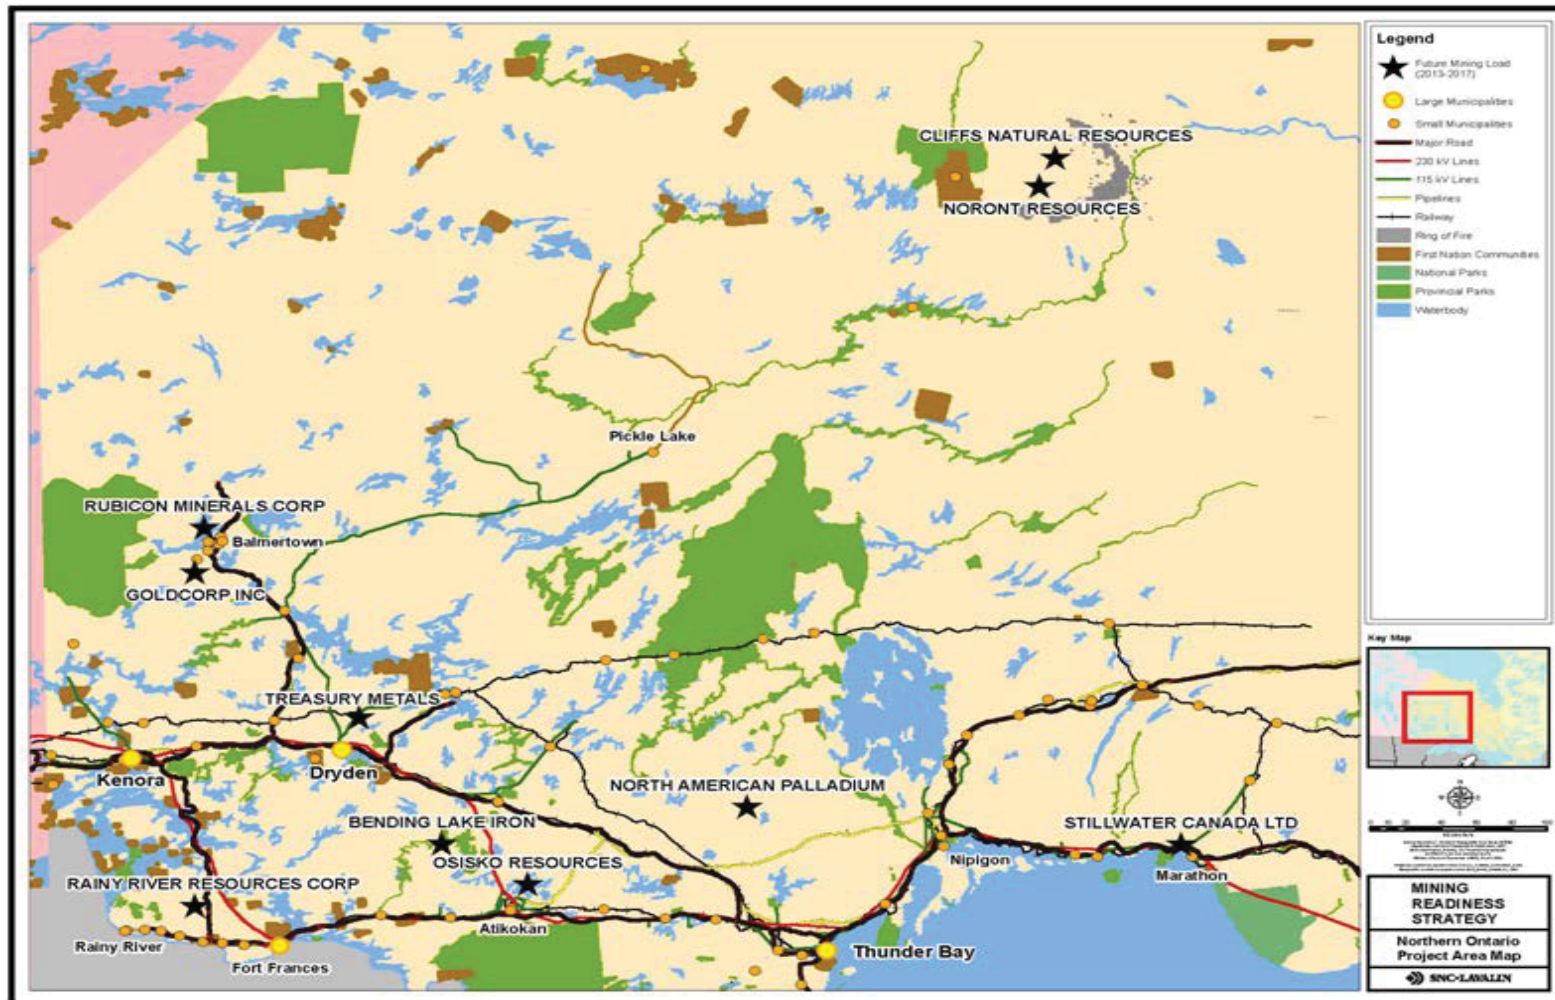 CLIFFS NATURAL RESOURCES
NORONT RESOURCES
Pickle Lake
RUBICON MINERALS CORP
Balmertown
GOLDCORP INC
TREASURY METALS
Kenora
Dryden
NORTH AMERICAN PALLADIUM
BENDING LAKE IRON
OSISKO RESOURCES
STILLWATER CANADA LTD
Nipigon
Marathon
RAINY RIVER RESOURCES CORP
Rainy River
Atikokan
Fort Frances
Thunder Bay
Legend
Future Mining Load
(2013-2017)
Large Municipalities
Small Municipalities
Major Road
230 kV Lines
115 kV Lines
Pipelines
Railway
Ring of Fire
First Nation Communities
National Parks
Provincial Parks
Waterbody
Key Map
MINING
READINESS
STRATEGY
Northern Ontario
Project Area Map
SNC-LAVALIN